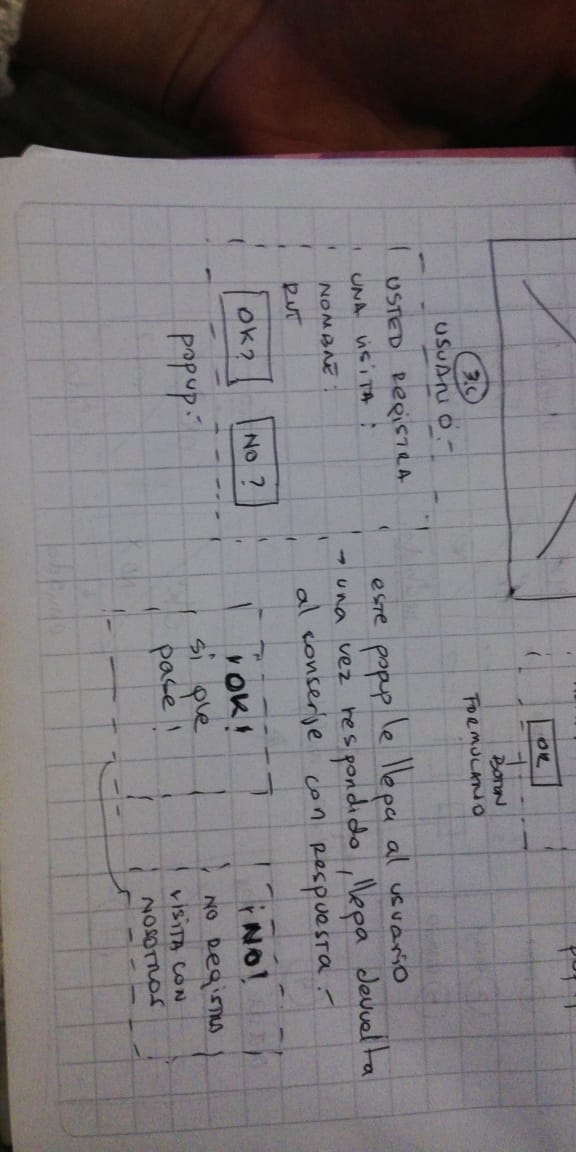 OK
BOTON
FORMULARIO
3.c
USUARIO:-
USTED REGISTRA
UNA VISITA:
NOMBRE:
RUT
OK?
NO?
popup:-
este popup le llega al usuario
→ una vez respondido, llega devuelta
al conserje con respuesta:-
¡OK!
si que
pase!
¡NO!
NO REGISTRA
VISITA CON
NOSOTROS